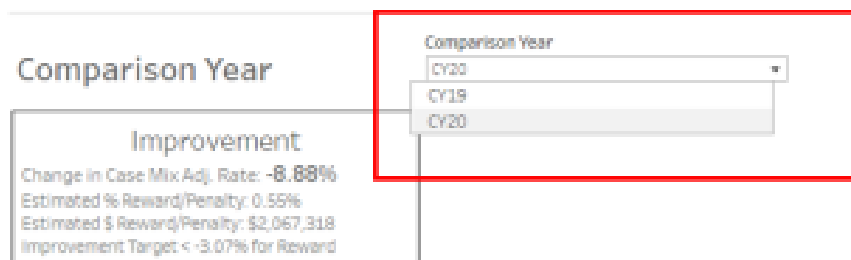 Comparison Year
Comparison Year
CY20
CY19
CY20
Improvement
Change in Case Mix Adj. Rate: -8.88%
Estimated % Reward/Penalty: 0.55%
Estimated $ Reward/Penalty: $2,067,318
Improvement Target < -3.07% for Reward